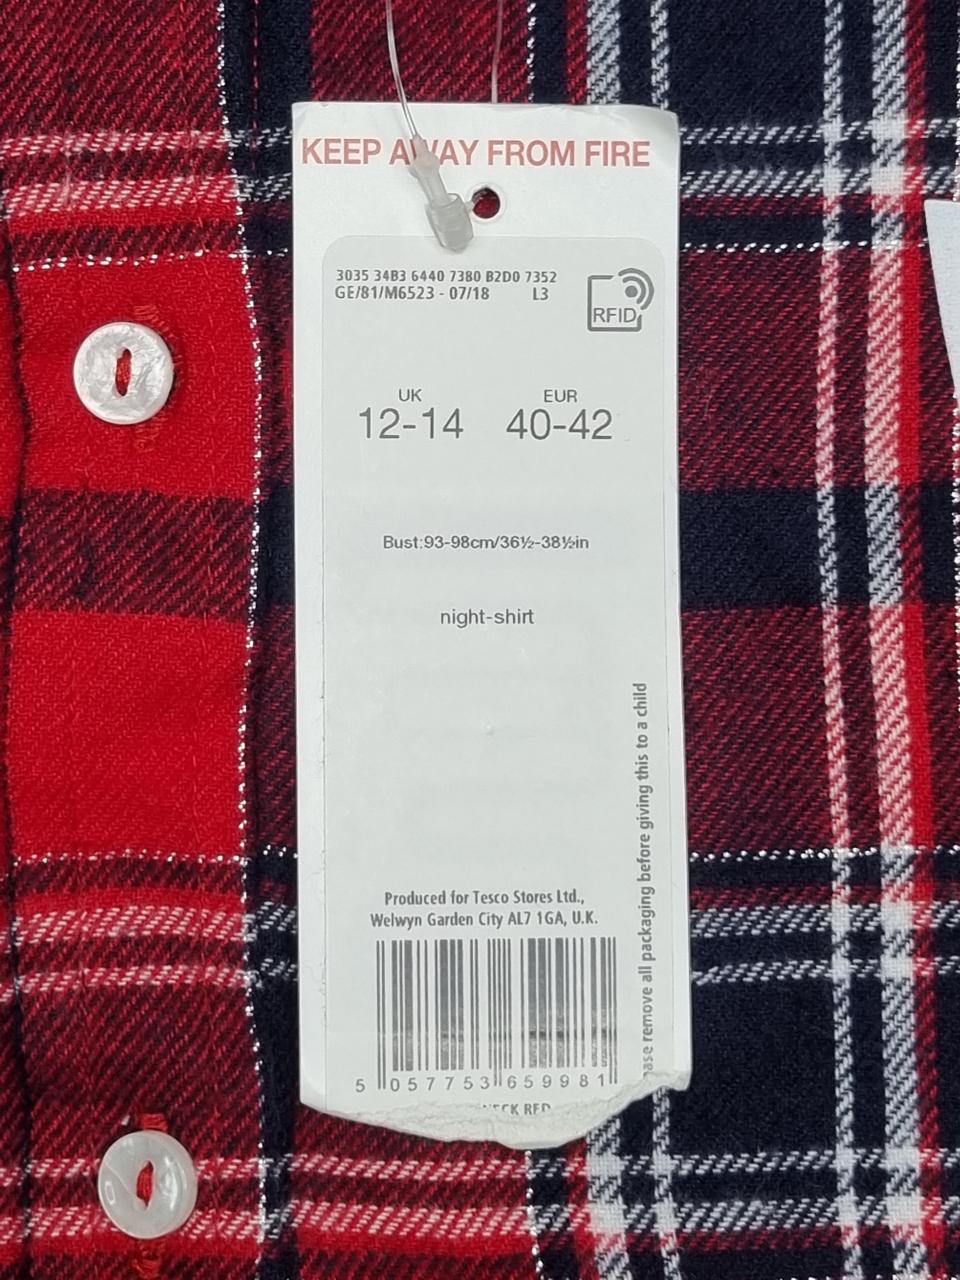 KEEP AWAY FROM FIRE
3035 34B3 6440 7380 B2D0 7352
GE/81/M6523 - 07/18 L3
RFID
UK EUR
12-14 40-42
Bust:93-98cm/36½-38½in
night-shirt
remove all packaging before giving this to a child
Produced for Tesco Stores Ltd.,
Welwyn Garden City AL7 1GA, U.K.
5 057753 659981
RED